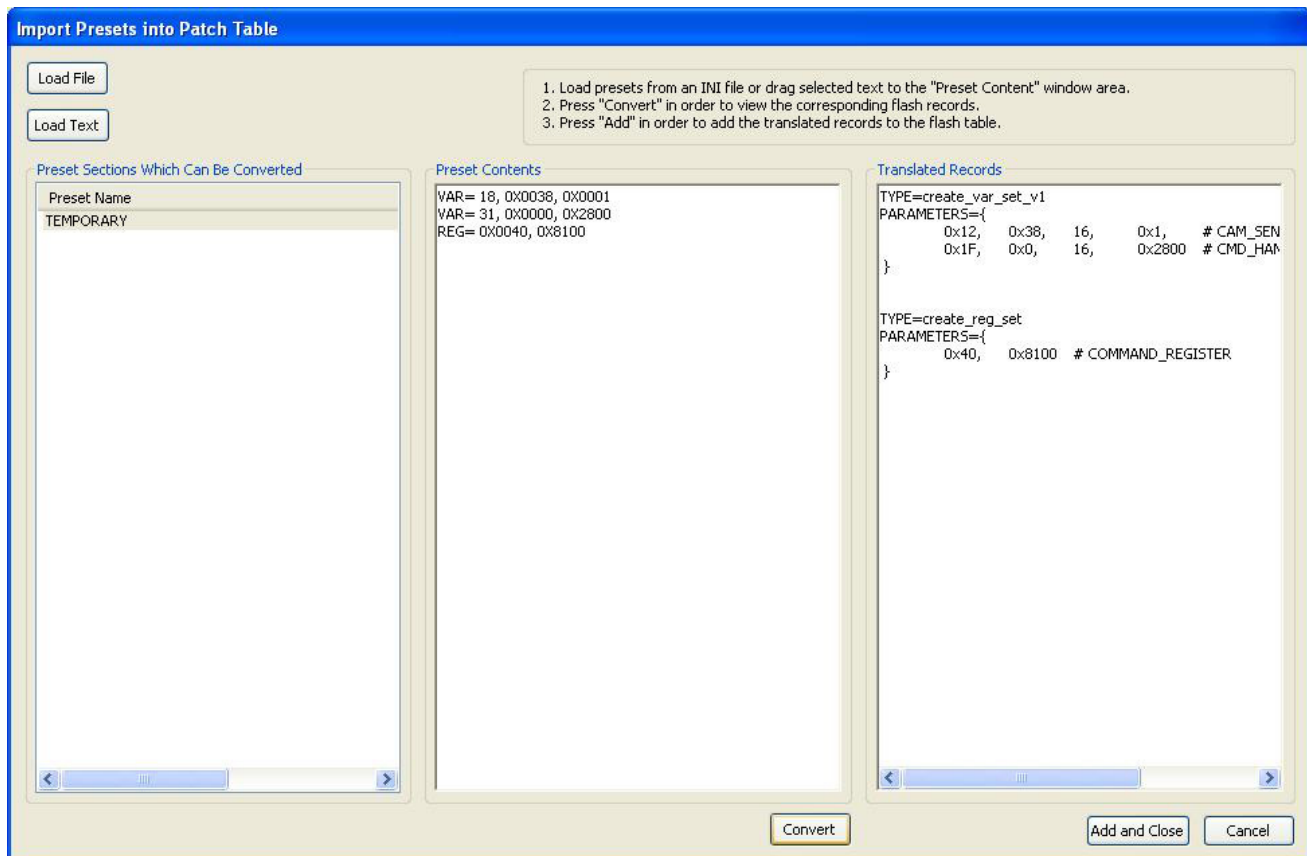 Import Presets into Patch Table
Load File
Load Text
1. Load presets from an INI file or drag selected text to the "Preset Content" window area.
2. Press "Convert" in order to view the corresponding flash records.
3. Press "Add" in order to add the translated records to the flash table.
Preset Sections Which Can Be Converted
Preset Name
TEMPORARY
Preset Contents
VAR= 18, 0X0038, 0X0001
VAR= 31, 0X0000, 0X2800
REG= 0X0040, 0X8100
Translated Records
TYPE=create_var_set_v1
PARAMETERS={
0x12, 0x38, 16, 0x1, # CAM_SEN
0x1F, 0x0, 16, 0x2800 # CMD_HAN
}
TYPE=create_reg_set
PARAMETERS={
0x40, 0x8100 # COMMAND_REGISTER
}
Convert
Add and Close
Cancel